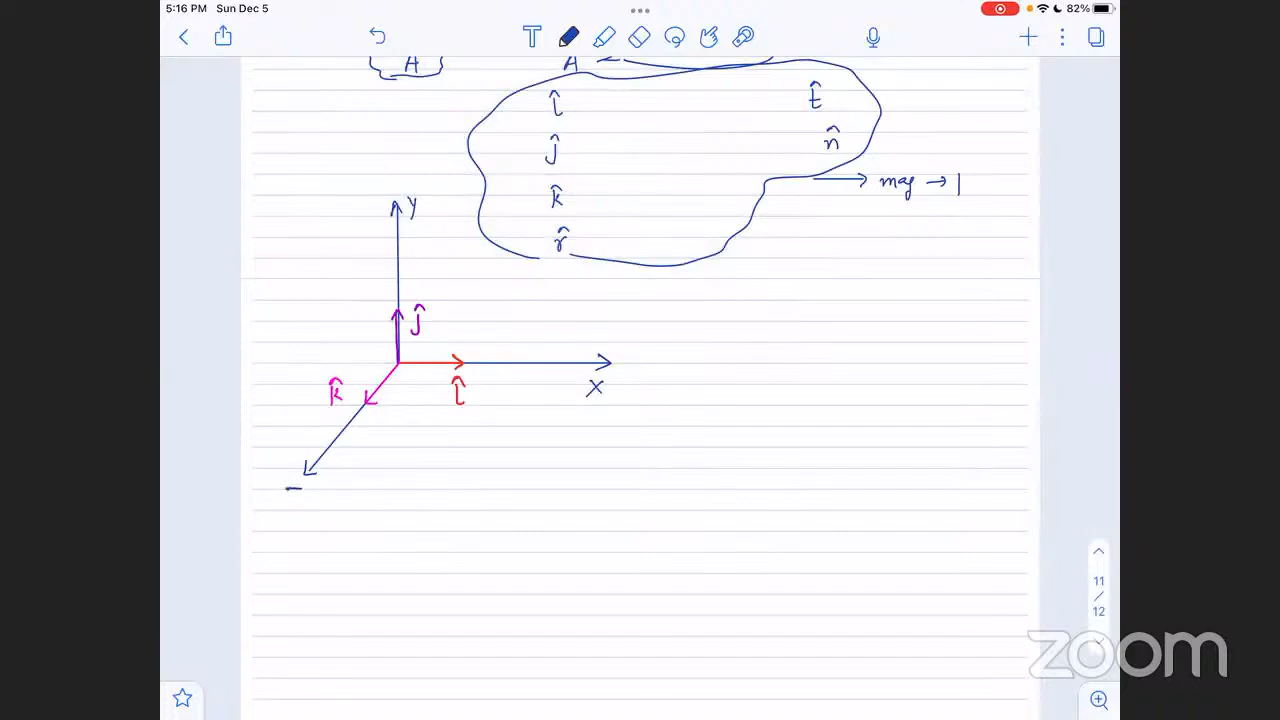 5:16 PM Sun Dec 5
82%
T
A A
î t̂
ĵ n̂
mag → 1
k̂
r̂
y
ĵ
k̂ î x
11
/
12
zoom